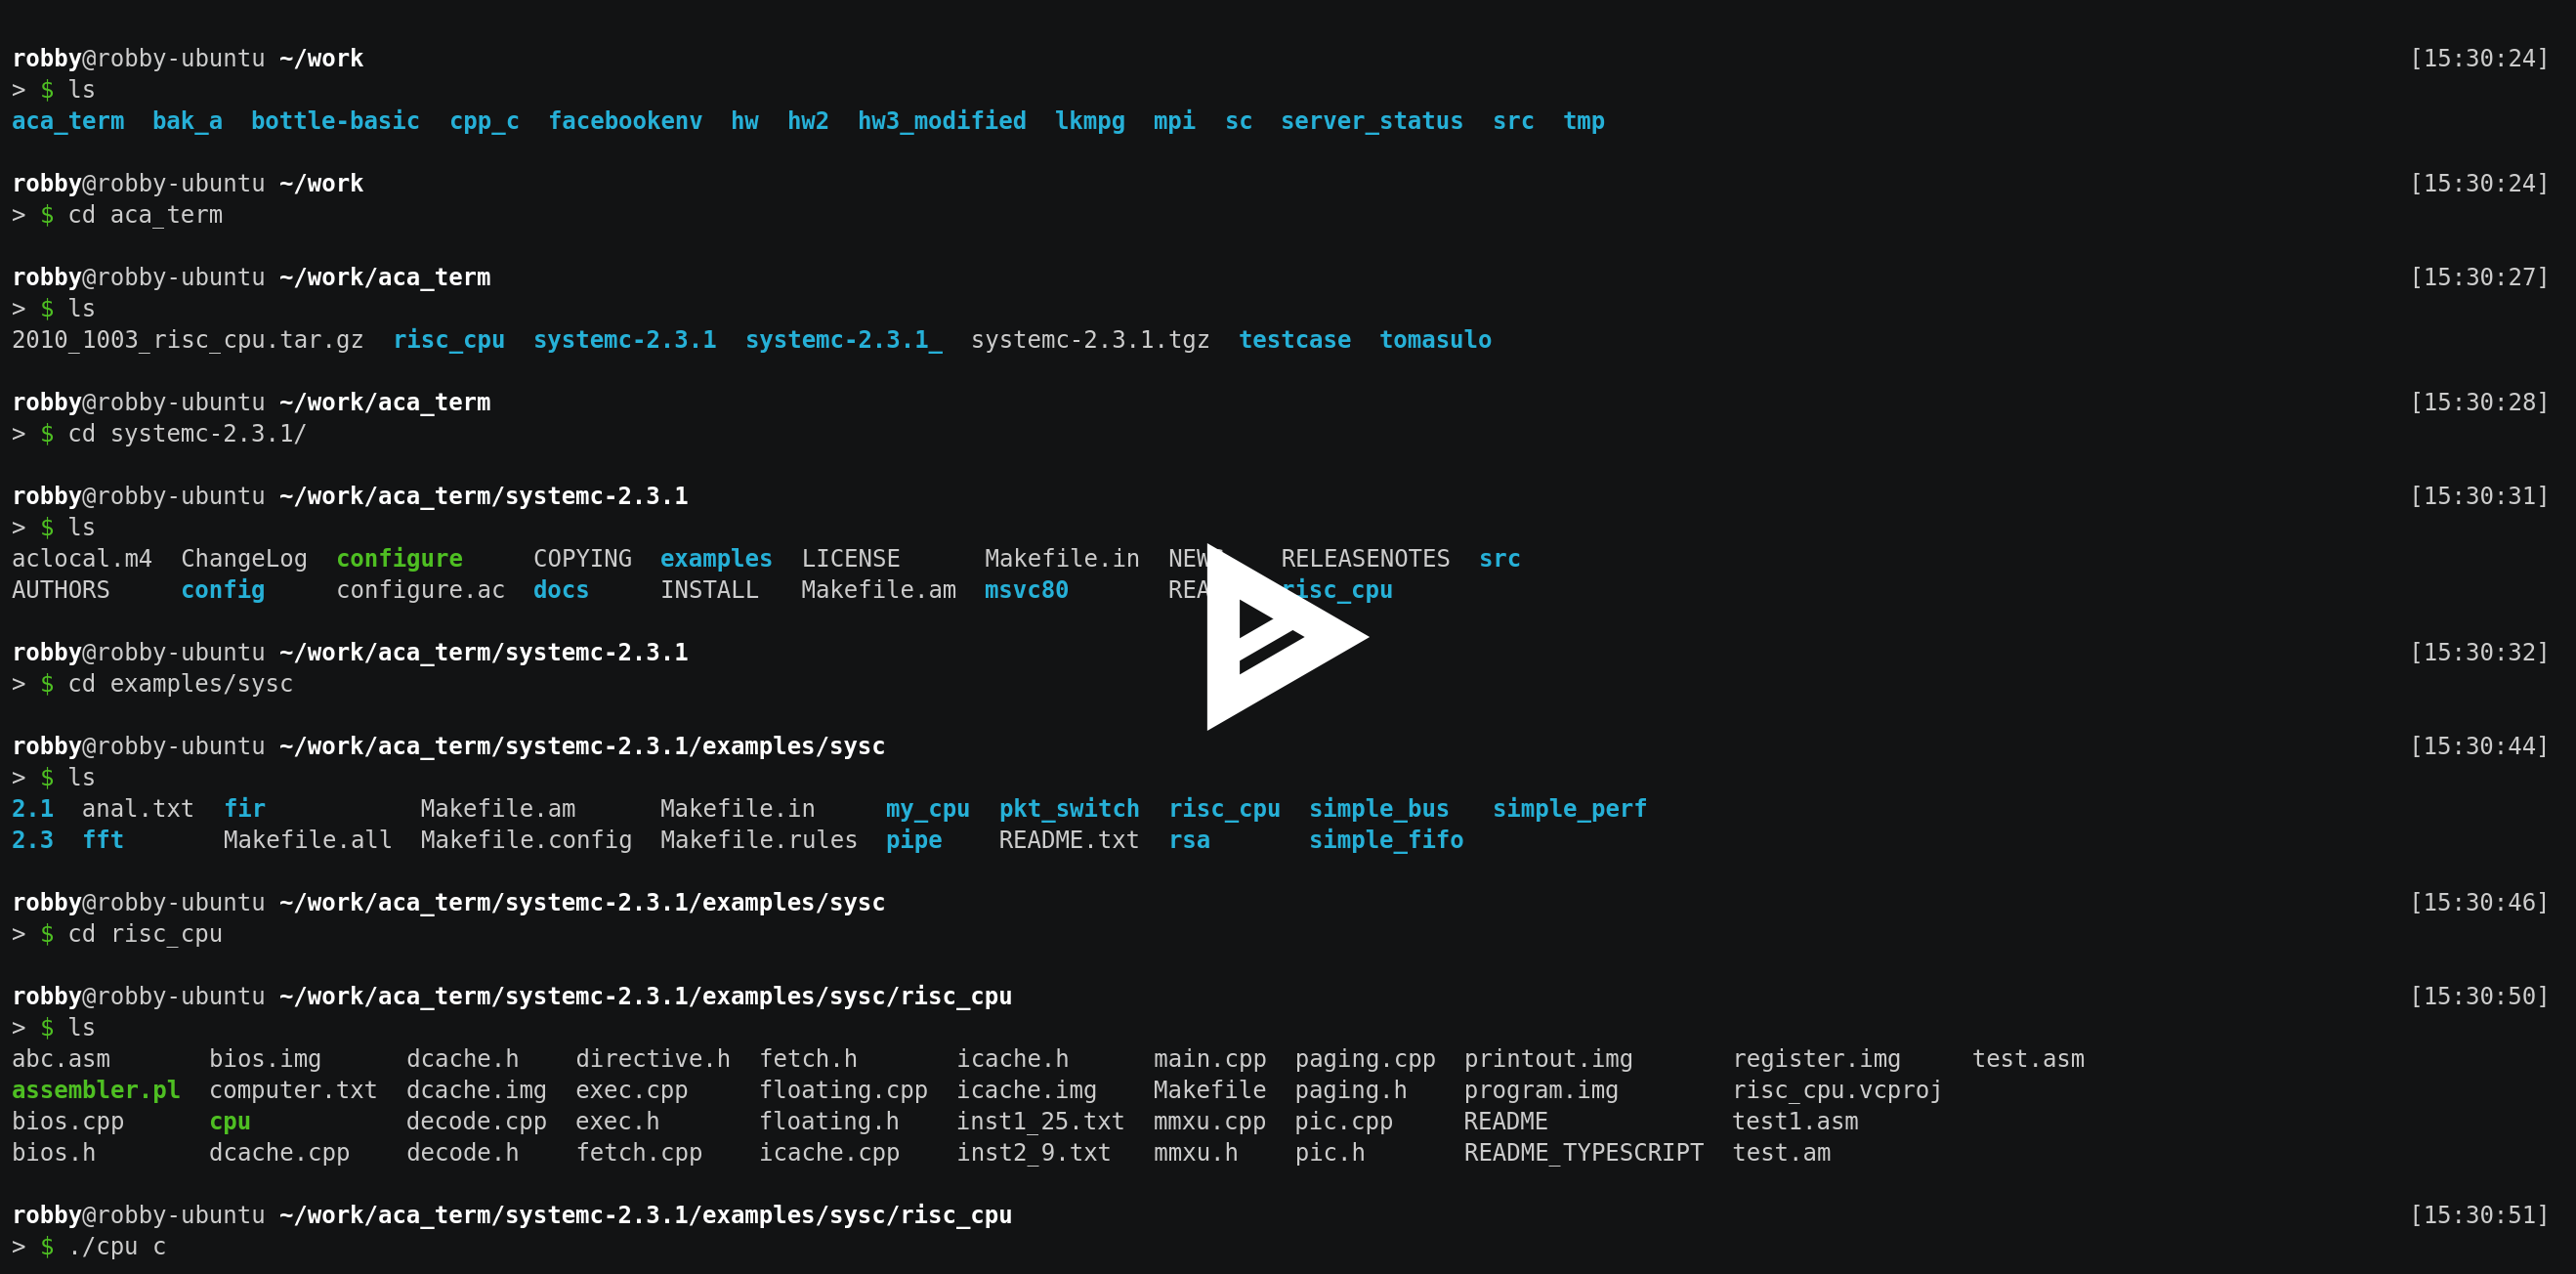 robby@robby-ubuntu ~/work [15:30:24]
> $ ls
aca_term  bak_a  bottle-basic  cpp_c  facebookenv  hw  hw2  hw3_modified  lkmpg  mpi  sc  server_status  src  tmp
robby@robby-ubuntu ~/work [15:30:24]
> $ cd aca_term
robby@robby-ubuntu ~/work/aca_term [15:30:27]
> $ ls
2010_1003_risc_cpu.tar.gz  risc_cpu  systemc-2.3.1  systemc-2.3.1_  systemc-2.3.1.tgz  testcase  tomasulo
robby@robby-ubuntu ~/work/aca_term [15:30:28]
> $ cd systemc-2.3.1/
robby@robby-ubuntu ~/work/aca_term/systemc-2.3.1 [15:30:31]
> $ ls
aclocal.m4  ChangeLog  configure     COPYING  examples  LICENSE      Makefile.in  RELEASENOTES  src
AUTHORS     config     configure.ac  docs     INSTALL   Makefile.am  msvc80       risc_cpu
robby@robby-ubuntu ~/work/aca_term/systemc-2.3.1 [15:30:32]
> $ cd examples/sysc
robby@robby-ubuntu ~/work/aca_term/systemc-2.3.1/examples/sysc [15:30:44]
> $ ls
2.1  anal.txt  fir           Makefile.am      Makefile.in     my_cpu  pkt_switch  risc_cpu  simple_bus   simple_perf
2.3  fft       Makefile.all  Makefile.config  Makefile.rules  pipe    README.txt  rsa       simple_fifo
robby@robby-ubuntu ~/work/aca_term/systemc-2.3.1/examples/sysc [15:30:46]
> $ cd risc_cpu
robby@robby-ubuntu ~/work/aca_term/systemc-2.3.1/examples/sysc/risc_cpu [15:30:50]
> $ ls
abc.asm       bios.img      dcache.h    directive.h  fetch.h       icache.h      main.cpp  paging.cpp  printout.img       register.img     test.asm
assembler.pl  computer.txt  dcache.img  exec.cpp     floating.cpp  icache.img    Makefile  paging.h    program.img        risc_cpu.vcproj
bios.cpp      cpu           decode.cpp  exec.h       floating.h    inst1_25.txt  mmxu.cpp  pic.cpp     README             test1.asm
bios.h        dcache.cpp    decode.h    fetch.cpp    icache.cpp    inst2_9.txt   mmxu.h    pic.h       README_TYPESCRIPT  test.am
robby@robby-ubuntu ~/work/aca_term/systemc-2.3.1/examples/sysc/risc_cpu [15:30:51]
> $ ./cpu c